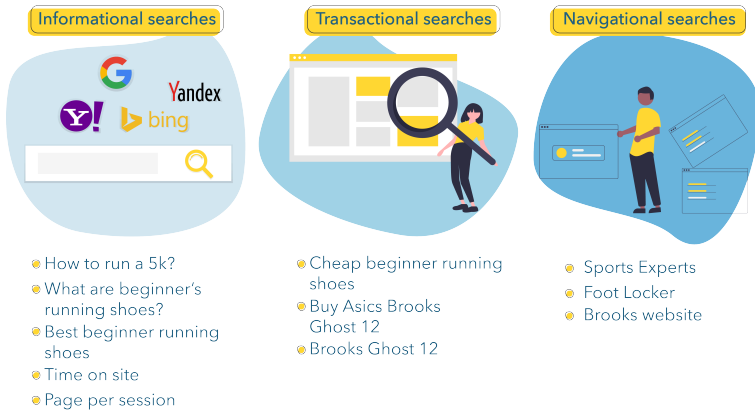 Informational searches
Transactional searches
Navigational searches
G
Yandex
Y!
bing
How to run a 5k?
What are beginner's
running shoes?
Best beginner running
shoes
Time on site
Page per session
Cheap beginner running
shoes
Buy Asics Brooks
Ghost 12
Brooks Ghost 12
Sports Experts
Foot Locker
Brooks website